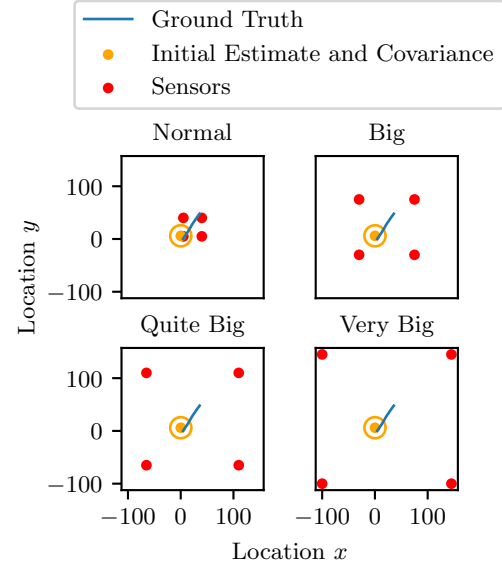 Ground Truth
Initial Estimate and Covariance
Sensors
Normal
Big
100
0
−100
Location y
Quite Big
Very Big
100
0
−100
−100 0 100
−100 0 100
Location x